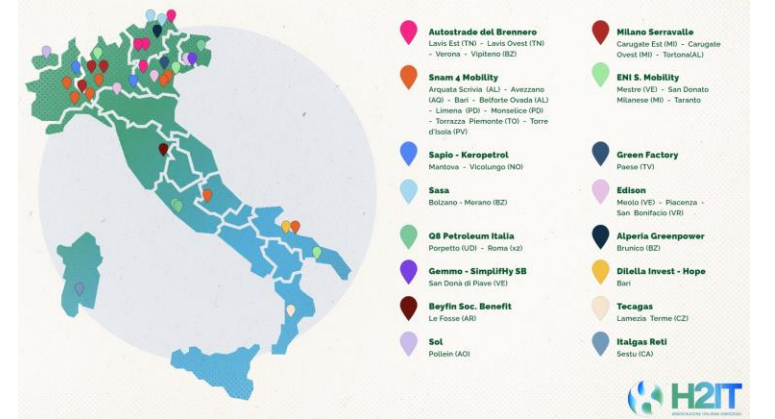 Autostrade del Brennero
Lavis Est (TN) - Lavis Ovest (TN)
- Verona - Vipiteno (BZ)
Snam 4 Mobility
Arquata Scrivia (AL) - Avezzano
(AQ) - Bari - Belforte Ovada (AL)
- Limena (PD) - Monselice (PD)
- Torrazza Piemonte (TO) - Torre
d'Isola (PV)
Sapio - Keropetrol
Mantova - Vicolungo (NO)
Sasa
Bolzano - Merano (BZ)
Q8 Petroleum Italia
Porpetto (UD) - Roma (x2)
Gemmo - SimplifHy SB
San Donà di Piave (VE)
Beyfin Soc. Benefit
Le Fosse (AR)
Sol
Pollein (AO)
Milano Serravalle
Carugate Est (MI) - Carugate
Ovest (MI) - Tortona(AL)
ENI S. Mobility
Mestre (VE) - San Donato
Milanese (MI) - Taranto
Green Factory
Paese (TV)
Edison
Meolo (VE) - Piacenza -
San Bonifacio (VR)
Alperia Greenpower
Brunico (BZ)
Dilella Invest - Hope
Bari
Tecagas
Lamezia Terme (CZ)
Italgas Reti
Sestu (CA)
H2IT
ASSOCIAZIONE ITALIANA IDROGENO